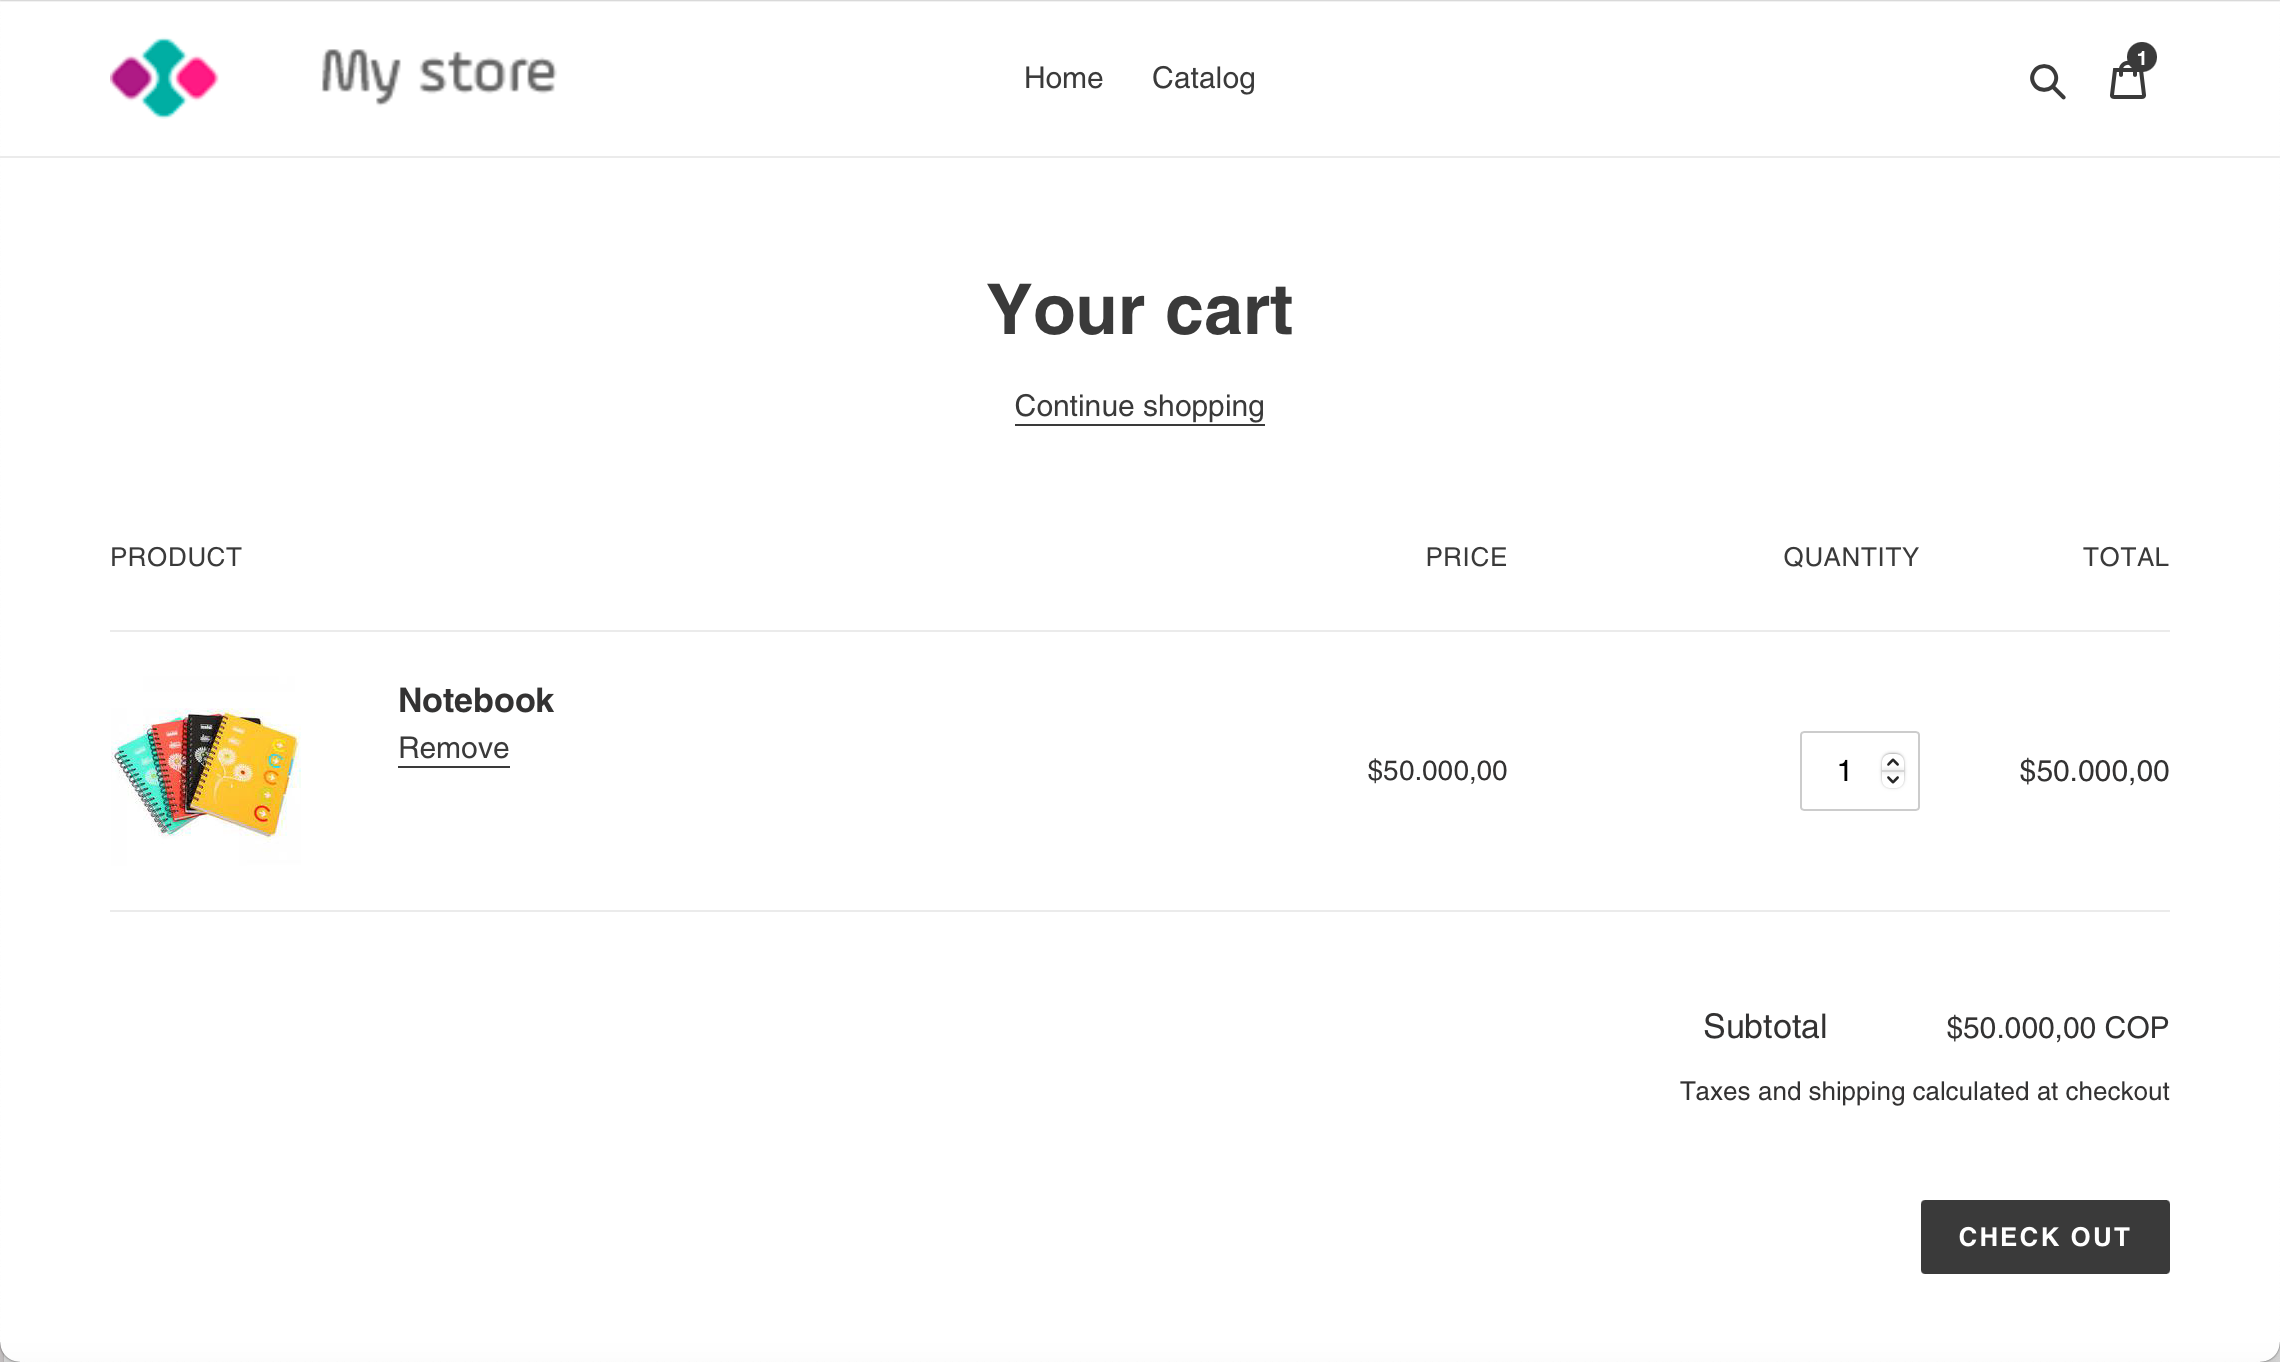 My store
Home Catalog
1
Your cart
Continue shopping
PRODUCT PRICE QUANTITY TOTAL
Notebook
Remove
$50.000,00 1 $50.000,00
Subtotal $50.000,00 COP
Taxes and shipping calculated at checkout
CHECK OUT